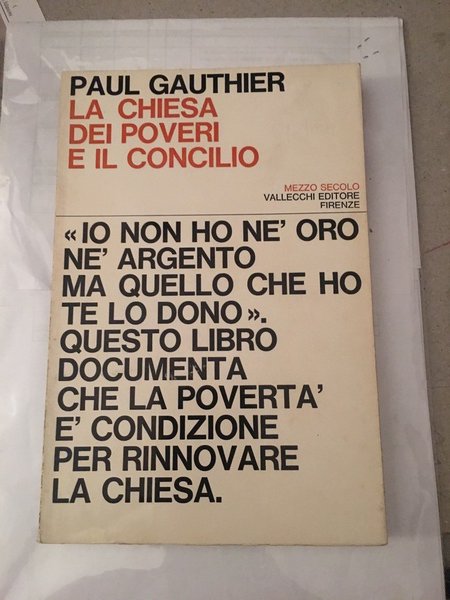 PAUL GAUTHIER
LA CHIESA
DEI POVERI
E IL CONCILIO
MEZZO SECOLO
VALLECCHI EDITORE
FIRENZE
«IO NON HO NE' ORO
NE' ARGENTO
MA QUELLO CHE HO
TE LO DONO».
QUESTO LIBRO
DOCUMENTA
CHE LA POVERTA'
E' CONDIZIONE
PER RINNOVARE
LA CHIESA.